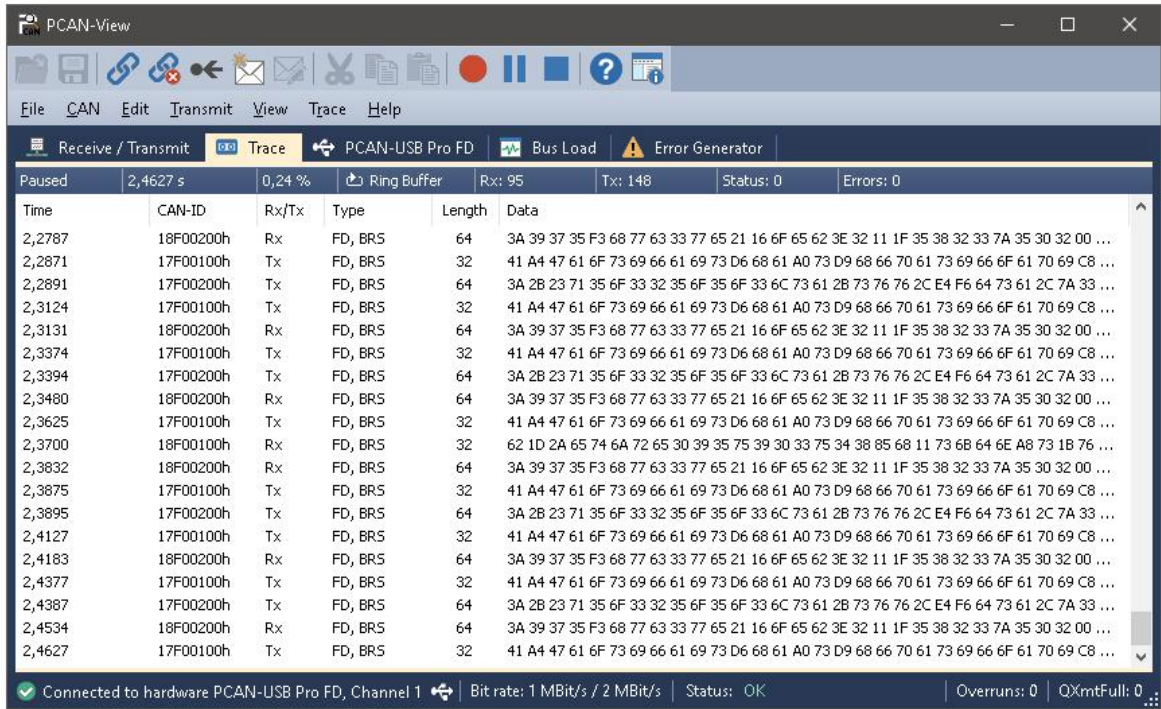 PCAN-View
File CAN Edit Transmit View Trace Help
Receive / Transmit Trace PCAN-USB Pro FD Bus Load Error Generator
Paused 2,4627 s 0,24 % Ring Buffer Rx: 95 Tx: 148 Status: 0 Errors: 0
Time CAN-ID Rx/Tx Type Length Data
2,2787 18F00200h Rx FD, BRS 64 3A 39 37 35 F3 68 77 63 33 77 65 21 16 6F 65 62 3E 32 11 1F 35 38 32 33 7A 35 30 32 00 ...
2,2871 17F00100h Tx FD, BRS 32 41 A4 47 61 6F 73 69 66 61 69 73 D6 68 61 A0 73 D9 68 66 70 61 73 69 66 6F 61 70 69 C8 ...
2,2891 17F00200h Tx FD, BRS 64 3A 2B 23 71 35 6F 33 32 35 6F 35 6F 33 6C 73 61 2B 73 76 76 2C E4 F6 64 73 61 2C 7A 33 ...
2,3124 17F00100h Tx FD, BRS 32 41 A4 47 61 6F 73 69 66 61 69 73 D6 68 61 A0 73 D9 68 66 70 61 73 69 66 6F 61 70 69 C8 ...
2,3131 18F00200h Rx FD, BRS 64 3A 39 37 35 F3 68 77 63 33 77 65 21 16 6F 65 62 3E 32 11 1F 35 38 32 33 7A 35 30 32 00 ...
2,3374 17F00100h Tx FD, BRS 32 41 A4 47 61 6F 73 69 66 61 69 73 D6 68 61 A0 73 D9 68 66 70 61 73 69 66 6F 61 70 69 C8 ...
2,3394 17F00200h Tx FD, BRS 64 3A 2B 23 71 35 6F 33 32 35 6F 35 6F 33 6C 73 61 2B 73 76 76 2C E4 F6 64 73 61 2C 7A 33 ...
2,3480 18F00200h Rx FD, BRS 64 3A 39 37 35 F3 68 77 63 33 77 65 21 16 6F 65 62 3E 32 11 1F 35 38 32 33 7A 35 30 32 00 ...
2,3625 17F00100h Tx FD, BRS 32 41 A4 47 61 6F 73 69 66 61 69 73 D6 68 61 A0 73 D9 68 66 70 61 73 69 66 6F 61 70 69 C8 ...
2,3700 18F00100h Rx FD, BRS 32 62 1D 2A 65 74 6A 72 65 30 39 35 75 39 30 33 75 34 38 85 68 11 73 6B 64 6E A8 73 1B 76 ...
2,3832 18F00200h Rx FD, BRS 64 3A 39 37 35 F3 68 77 63 33 77 65 21 16 6F 65 62 3E 32 11 1F 35 38 32 33 7A 35 30 32 00 ...
2,3875 17F00100h Tx FD, BRS 32 41 A4 47 61 6F 73 69 66 61 69 73 D6 68 61 A0 73 D9 68 66 70 61 73 69 66 6F 61 70 69 C8 ...
2,3895 17F00200h Tx FD, BRS 64 3A 2B 23 71 35 6F 33 32 35 6F 35 6F 33 6C 73 61 2B 73 76 76 2C E4 F6 64 73 61 2C 7A 33 ...
2,4127 17F00100h Tx FD, BRS 32 41 A4 47 61 6F 73 69 66 61 69 73 D6 68 61 A0 73 D9 68 66 70 61 73 69 66 6F 61 70 69 C8 ...
2,4183 18F00200h Rx FD, BRS 64 3A 39 37 35 F3 68 77 63 33 77 65 21 16 6F 65 62 3E 32 11 1F 35 38 32 33 7A 35 30 32 00 ...
2,4377 17F00100h Tx FD, BRS 32 41 A4 47 61 6F 73 69 66 61 69 73 D6 68 61 A0 73 D9 68 66 70 61 73 69 66 6F 61 70 69 C8 ...
2,4387 17F00200h Tx FD, BRS 64 3A 2B 23 71 35 6F 33 32 35 6F 35 6F 33 6C 73 61 2B 73 76 76 2C E4 F6 64 73 61 2C 7A 33 ...
2,4534 18F00200h Rx FD, BRS 64 3A 39 37 35 F3 68 77 63 33 77 65 21 16 6F 65 62 3E 32 11 1F 35 38 32 33 7A 35 30 32 00 ...
2,4627 17F00100h Tx FD, BRS 32 41 A4 47 61 6F 73 69 66 61 69 73 D6 68 61 A0 73 D9 68 66 70 61 73 69 66 6F 61 70 69 C8 ...
Connected to hardware PCAN-USB Pro FD, Channel 1 Bit rate: 1 MBit/s / 2 MBit/s Status: OK Overruns: 0 QXmtFull: 0